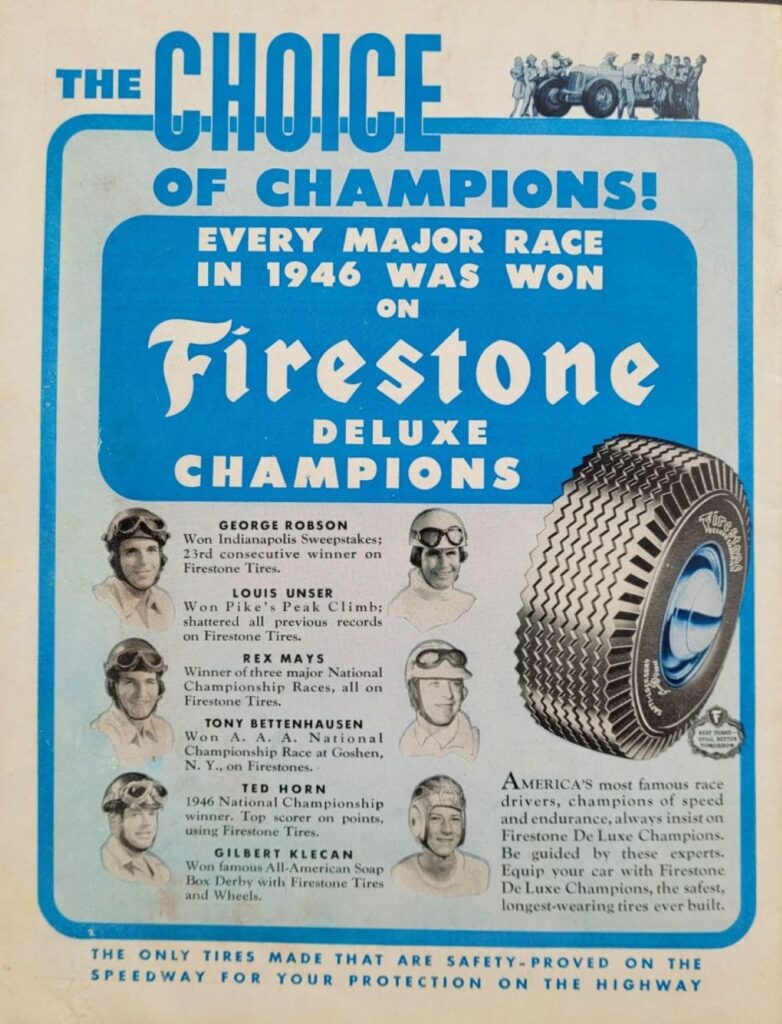 THE CHOICE
OF CHAMPIONS!
EVERY MAJOR RACE
IN 1946 WAS WON
ON
Firestone
DELUXE
CHAMPIONS
GEORGE ROBSON
Won Indianapolis Sweepstakes;
23rd consecutive winner on
Firestone Tires.
LOUIS UNSER
Won Pike's Peak Climb;
shattered all previous records
on Firestone Tires.
REX MAYS
Winner of three major National
Championship Races, all on
Firestone Tires.
TONY BETTENHAUSEN
Won A. A. A. National
Championship Race at Goshen,
N. Y., on Firestones.
TED HORN
1946 National Championship
winner. Top scorer on points,
using Firestone Tires.
GILBERT KLECAN
Won famous All-American Soap
Box Derby with Firestone Tires
and Wheels.
Firestone
F
BEST TODAY
STILL BETTER
TOMORROW
AMERICA'S most famous race
drivers, champions of speed
and endurance, always insist on
Firestone De Luxe Champions.
Be guided by these experts.
Equip your car with Firestone
De Luxe Champions, the safest,
longest-wearing tires ever built.
THE ONLY TIRES MADE THAT ARE SAFETY-PROVED ON THE
SPEEDWAY FOR YOUR PROTECTION ON THE HIGHWAY